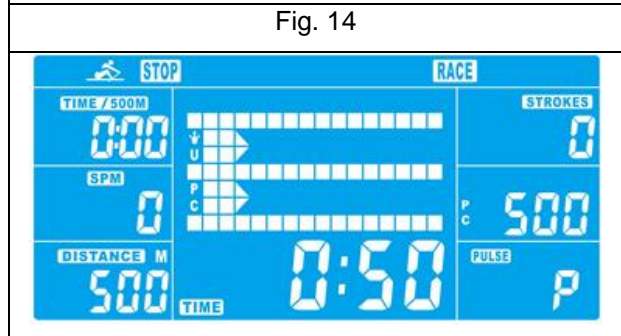 Fig. 14
STOP RACE
TIME / 500M
0:00
SPM
0
DISTANCE M
500
U
P
C
TIME 0:50
STROKES
0
P
C
500
PULSE
P